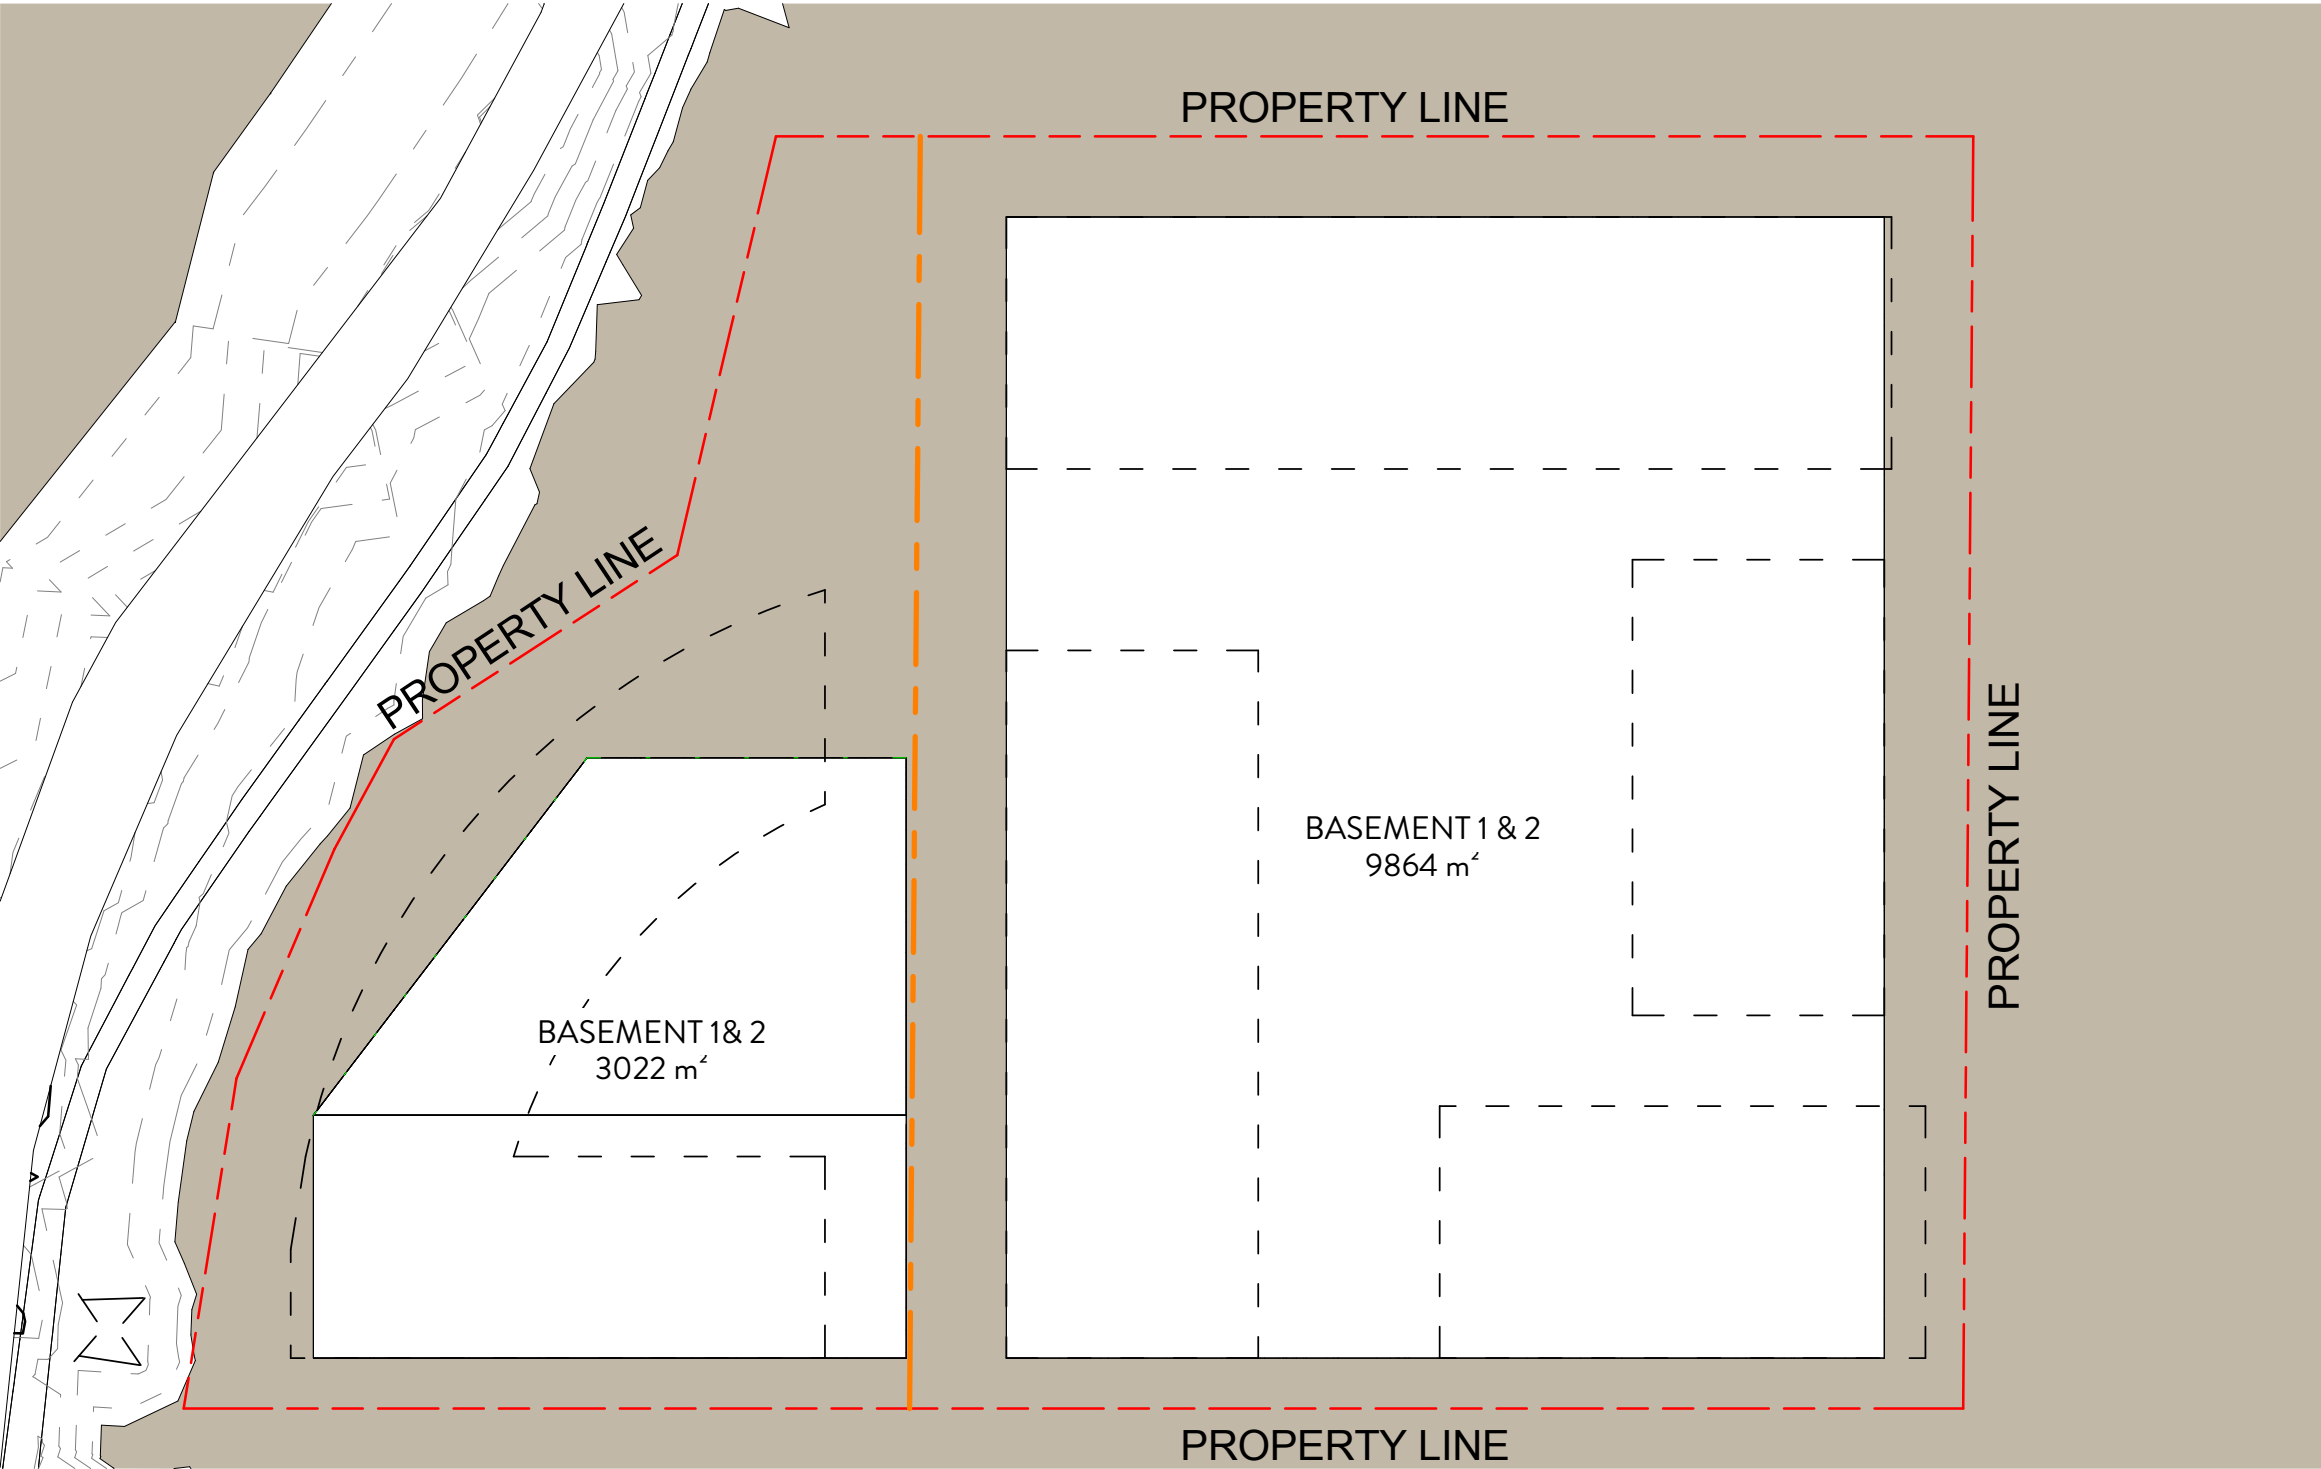 PROPERTY LINE
PROPERTY LINE
BASEMENT 1 & 2
9864 m²
PROPERTY LINE
BASEMENT 1& 2
3022 m²
PROPERTY LINE